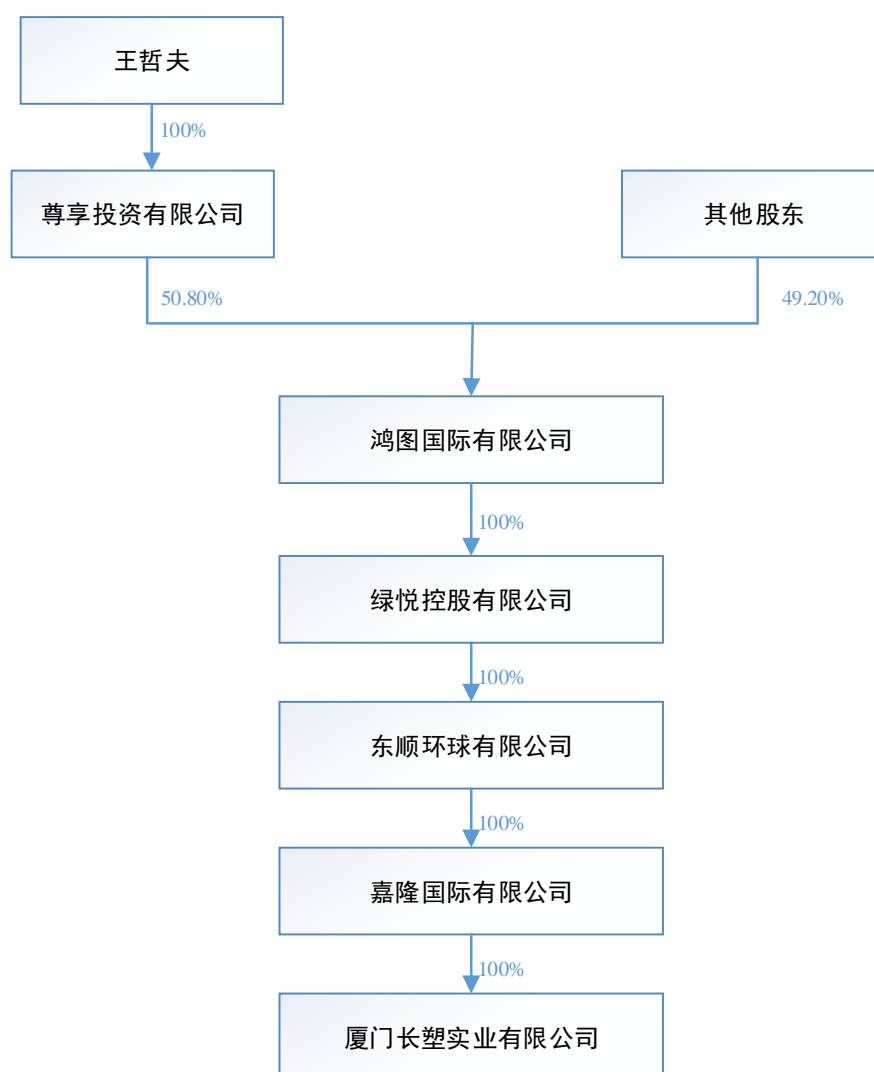 王哲夫
100%
尊享投资有限公司
其他股东
50.80%
49.20%
鸿图国际有限公司
100%
绿悦控股有限公司
100%
东顺环球有限公司
100%
嘉隆国际有限公司
100%
厦门长塑实业有限公司